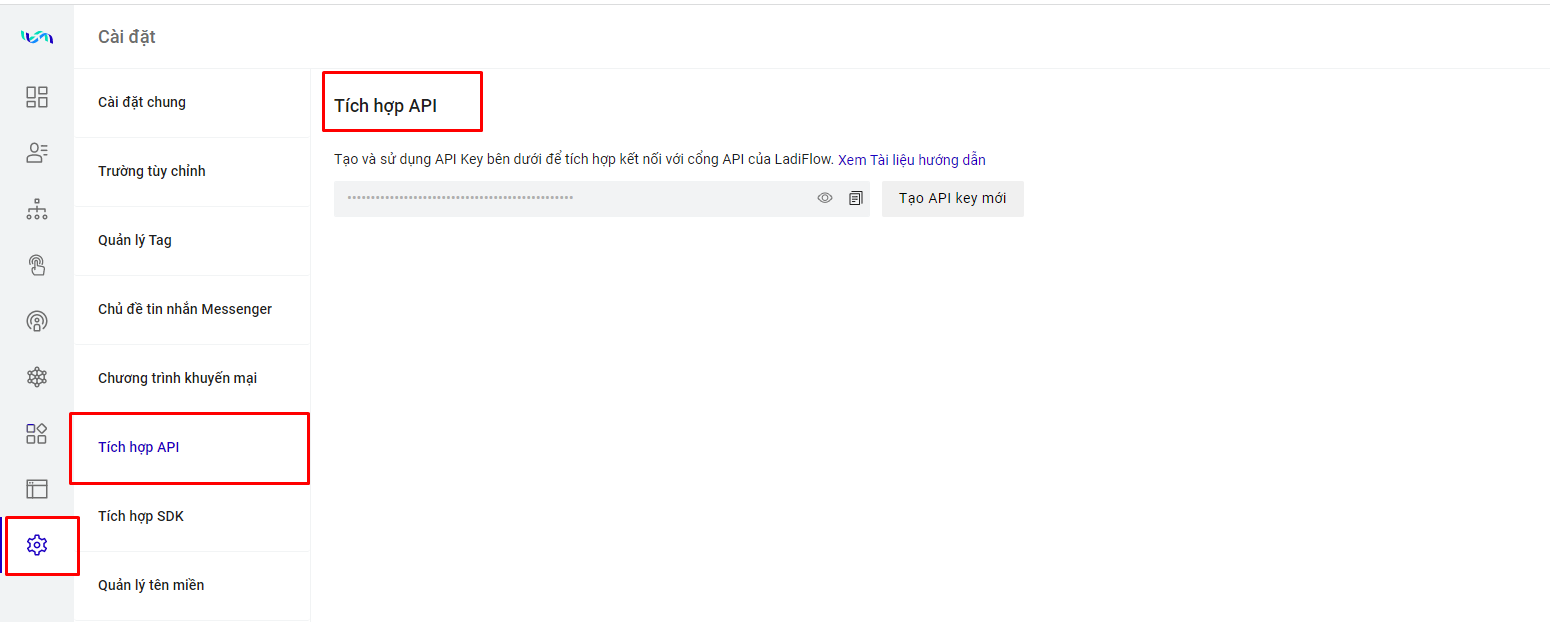 Cài đặt
Cài đặt chung
Trường tùy chỉnh
Quản lý Tag
Chủ đề tin nhắn Messenger
Chương trình khuyến mại
Tích hợp API
Tích hợp SDK
Quản lý tên miền
Tích hợp API
Tạo và sử dụng API Key bên dưới để tích hợp kết nối với cổng API của LadiFlow. Xem Tài liệu hướng dẫn
Tạo API key mới